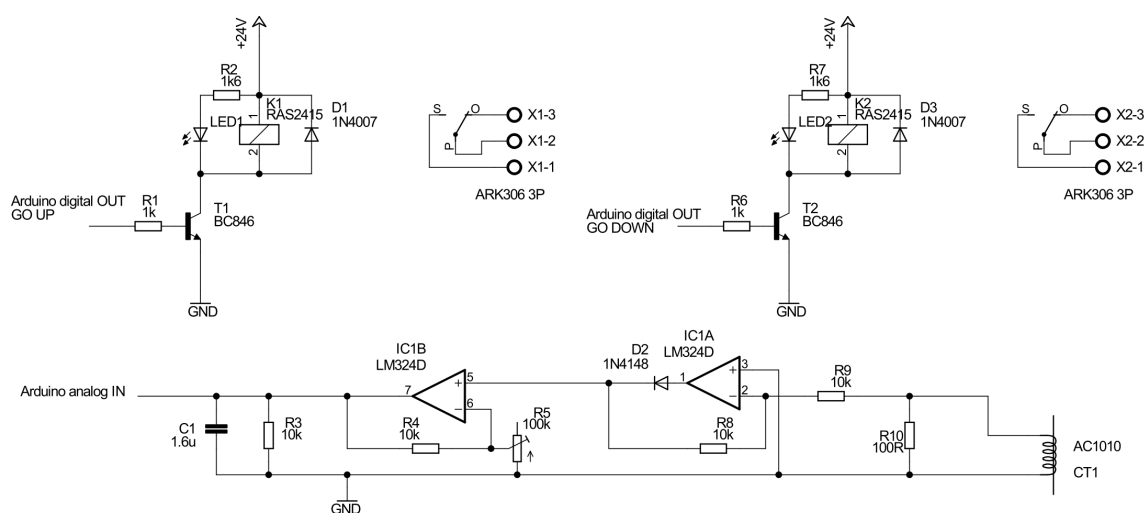 +24V
R2
1k6
K1
RAS2415
D1
1N4007
LED1
1
2
S
O
P
X1-3
X1-2
X1-1
ARK306 3P
Arduino digital OUT
GO UP
R1
1k
T1
BC846
GND
+24V
R7
1k6
K2
RAS2415
D3
1N4007
LED2
1
2
S
O
P
X2-3
X2-2
X2-1
ARK306 3P
Arduino digital OUT
GO DOWN
R6
1k
T2
BC846
GND
IC1B
LM324D
D2
1N4148
IC1A
LM324D
Arduino analog IN
7
5
6
+
−
1
3
2
+
−
R9
10k
C1
1.6u
R3
10k
R4
10k
R5
100k
R8
10k
R10
100R
AC1010
CT1
GND